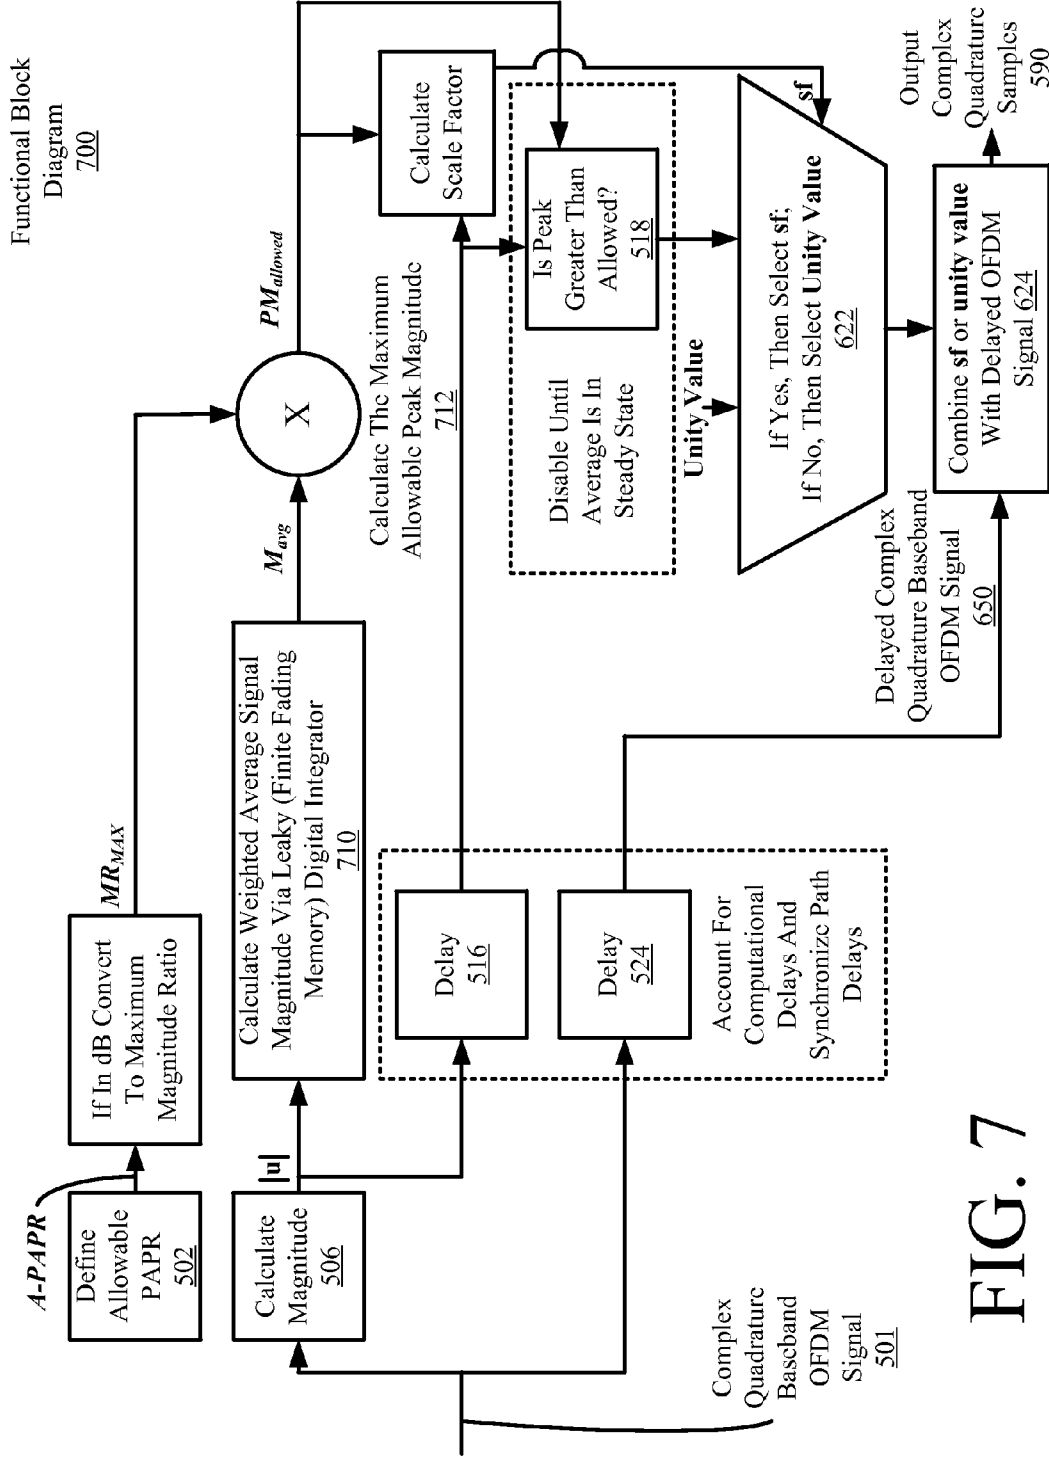 Functional Block
Diagram
700
A-PAPR
Define
Allowable
PAPR
502
If In dB Convert
To Maximum
Magnitude Ratio
MR_MAX
Calculate
Magnitude
506
|u|
Calculate Weighted Average Signal
Magnitude Via Leaky (Finite Fading
Memory) Digital Integrator
710
M_avg
X
PM_allowed
Calculate The Maximum
Allowable Peak Magnitude
712
Calculate
Scale Factor
Delay
516
Delay
524
Account For
Computational
Delays And
Synchronize Path
Delays
Disable Until
Average Is In
Steady State
Is Peak
Greater Than
Allowed?
518
Unity Value
sf
If Yes, Then Select sf;
If No, Then Select Unity Value
622
Complex
Quadrature
Baseband
OFDM
Signal
501
Delayed Complex
Quadrature Baseband
OFDM Signal
650
Combine sf or unity value
With Delayed OFDM
Signal 624
Output
Complex
Quadrature
Samples
590
FIG. 7